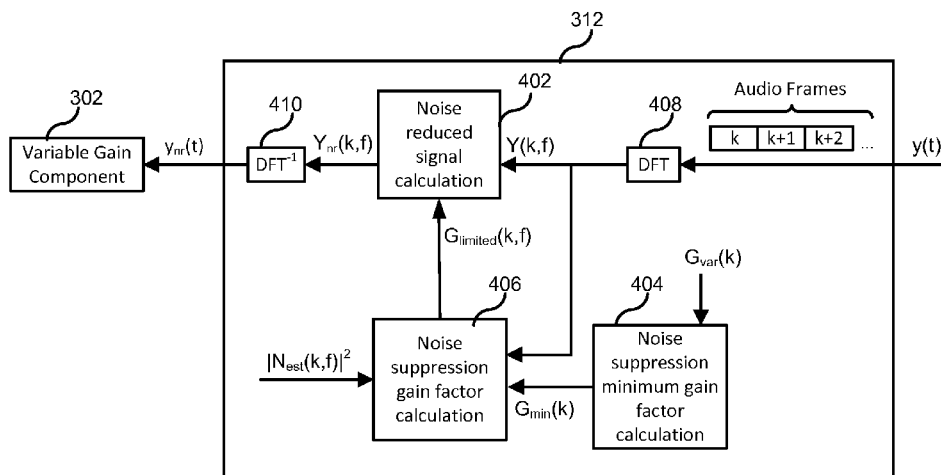 312
302
Variable Gain
Component
y_nr(t)
410
DFT⁻¹
Y_nr(k,f)
402
Noise
reduced
signal
calculation
Y(k,f)
408
DFT
Audio Frames
k k+1 k+2 ...
y(t)
G_limited(k,f)
406
Noise
suppression
gain factor
calculation
|N_est(k,f)|²
G_min(k)
G_var(k)
404
Noise
suppression
minimum gain
factor
calculation